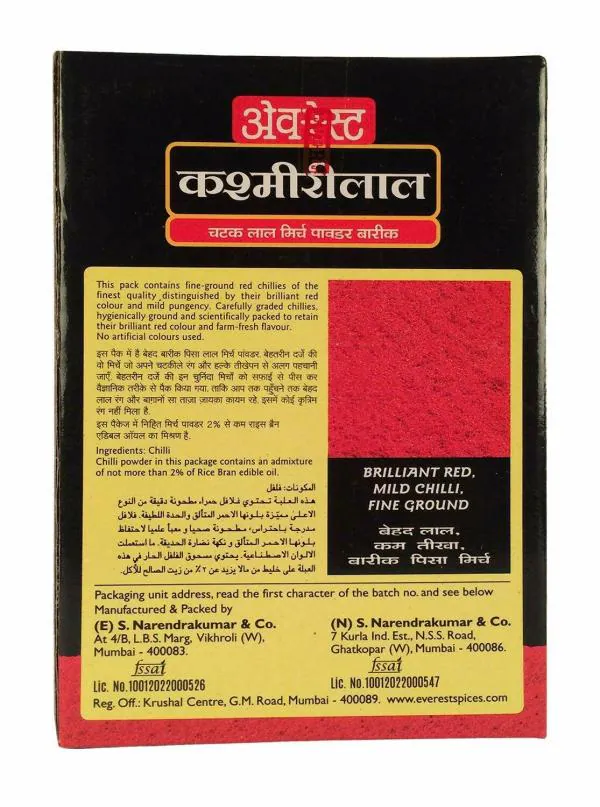 अेवरेस्ट
कश्मीरीलाल
चटक लाल मिर्च पावडर बारीक
This pack contains fine-ground red chillies of the
finest quality distinguished by their brilliant red
colour and mild pungency. Carefully graded chillies,
hygienically ground and scientifically packed to retain
their brilliant red colour and farm-fresh flavour.
No artificial colours used.
इस पैक में है बेहद बारीक पिसा लाल मिर्च पावडर. बेहतरीन दर्जे की
वो मिर्चें जो अपने चटकीले रंग और हल्के तीखेपन से अलग पहचानी
जाएँ. बेहतरीन दर्जे की इन चुनिंदा मिर्चों को सफ़ाई से पीस कर
वैज्ञानिक तरीक़े से पैक किया गया, ताकि आप तक पहुँचने तक बेहद
लाल रंग और बाग़ानों सा ताज़ा ज़ायका कायम रहे. इसमें कोई कृत्रिम
रंग नहीं मिला है.
इस पैकेज में निहित मिर्च पावडर 2% से कम राइस ब्रैन
एडिबल ऑयल का मिश्रण है.
Ingredients: Chilli
Chilli powder in this package contains an admixture
of not more than 2% of Rice Bran edible oil.
المكونات: فلفل
هذه العلبة تحتوي فلافل حمراء مطحونة دقيقة من النوع
الاعلى مميّزة بلونها الاحمر المتألق والحدة اللطيفة. فلافل
مدرجة باحتراس، مطحونة صحيا و معبأ علميا لاحتفاظ
بلونها الاحمر المتألق و نكهة نضارة الحديقة. ما استعملت
الالوان الاصطناعية. يحتوي مسحوق الفلفل الحار في هذه
العبلة على خليط من مالا يزيد عن ٢٪ من زيت الصالح للأكل.
BRILLIANT RED,
MILD CHILLI,
FINE GROUND
बेहद लाल,
कम तीखा,
बारीक पिसा मिर्च
Packaging unit address, read the first character of the batch no. and see below
Manufactured & Packed by
(E) S. Narendrakumar & Co.
At 4/B, L.B.S. Marg, Vikhroli (W),
Mumbai - 400083.
fssai
Lic. No.10012022000526
(N) S. Narendrakumar & Co.
7 Kurla Ind. Est., N.S.S. Road,
Ghatkopar (W), Mumbai - 400086.
fssai
Lic. No.10012022000547
Reg. Off.: Krushal Centre, G.M. Road, Mumbai - 400089. www.everestspices.com